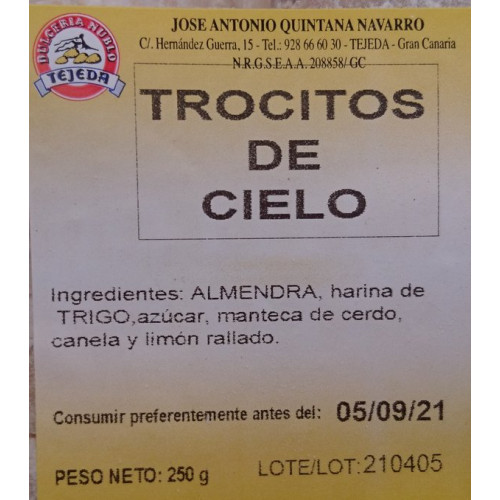 DULCERIA NUBLO
TEJEDA
JOSE ANTONIO QUINTANA NAVARRO
C/. Hernández Guerra, 15 - Tel.: 928 66 60 30 - TEJEDA - Gran Canaria
N.R.G.S.E.A.A. 208858/ GC
TROCITOS
DE
CIELO
Ingredientes: ALMENDRA, harina de
TRIGO,azúcar, manteca de cerdo,
canela y limón rallado.
Consumir preferentemente antes del: 05/09/21
PESO NETO: 250 g LOTE/LOT:210405